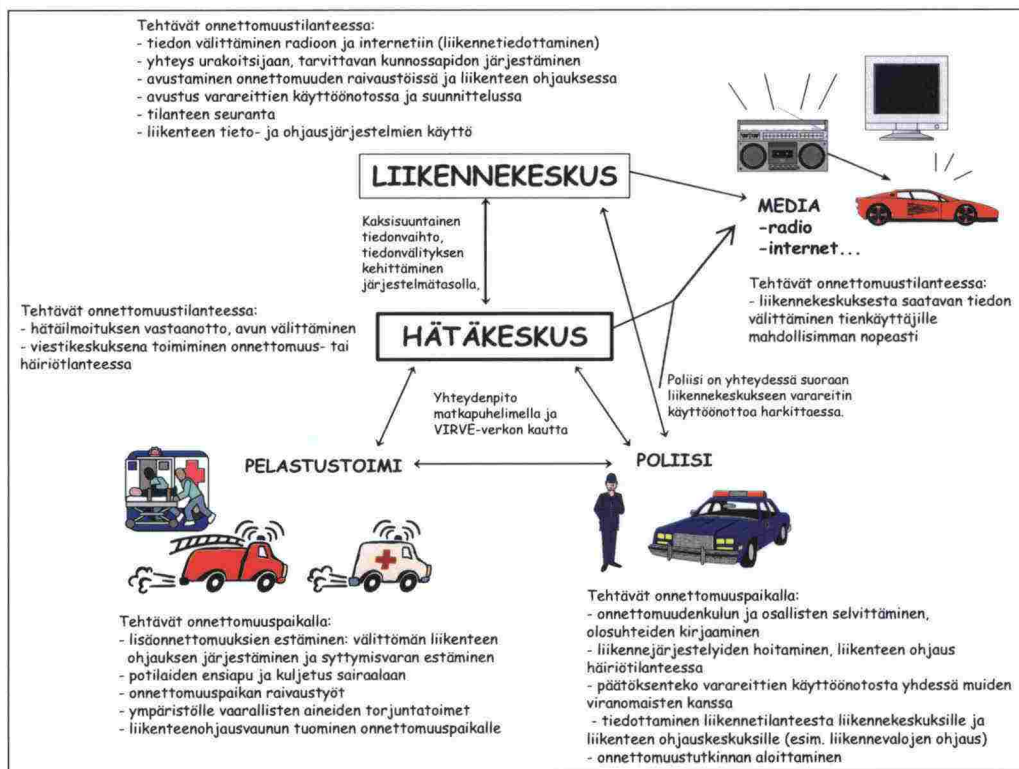 Tehtävät onnettomuustilanteessa:
- tiedon välittäminen radioon ja internetiin (liikennetiedottaminen)
- yhteys urakoitsijaan, tarvittavan kunnossapidon järjestäminen
- avustaminen onnettomuuden raivaustöissä ja liikenteen ohjauksessa
- avustus varareittien käyttöönotossa ja suunnittelussa
- tilanteen seuranta
- liikenteen tieto- ja ohjausjärjestelmien käyttö
LIIKENNEKESKUS
MEDIA
-radio
-internet...
Kaksisuuntainen
tiedonvaihto,
tiedonvälityksen
kehittäminen
järjestelmätasolla,
Tehtävät onnettomuustilanteessa:
- liikennekeskuksesta saatavan tiedon
välittäminen tienkäyttäjille
mahdollisimman nopeasti
Tehtävät onnettomuustilanteessa:
- hätäilmoituksen vastaanotto, avun välittäminen
- viestikeskuksena toimiminen onnettomuus- tai
häiriötlanteessa
HÄTÄKESKUS
Poliisi on yhteydessä suoraan
liikennekeskukseen varareitin
käyttöönottoa harkittaessa.
Yhteydenpito
matkapuhelimella ja
VIRVE-verkon kautta
PELASTUSTOIMI
POLIISI
Tehtävät onnettomuuspaikalla:
- lisäonnettomuuksien estäminen: välittömän liikenteen
ohjauksen järjestäminen ja syttymisvaran estäminen
- potilaiden ensiapu ja kuljetus sairaalaan
- onnettomuuspaikan raivaustyöt
- ympäristölle vaarallisten aineiden torjuntatoimet
- liikenteenohjausvaunun tuominen onnettomuuspaikalle
Tehtävät onnettomuuspaikalla:
- onnettomuudenkulun ja osallisten selvittäminen,
olosuhteiden kirjaaminen
- liikennejärjestelyiden hoitaminen, liikenteen ohjaus
häiriötilanteessa
- päätöksenteko varareittien käyttöönotosta yhdessä muiden
viranomaisten kanssa
- tiedottaminen liikennetilanteesta liikennekeskuksille ja
liikenteen ohjauskeskuksille (esim. liikennevalojen ohjaus)
- onnettomuustutkinnan aloittaminen